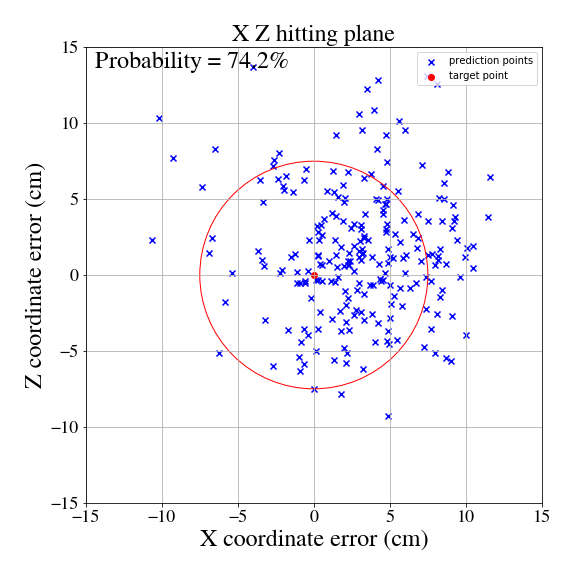 X Z hitting plane
Probability = 74.2%
prediction points
target point
15
10
5
0
−5
−10
−15
Z coordinate error (cm)
−15
−10
−5
0
5
10
15
X coordinate error (cm)